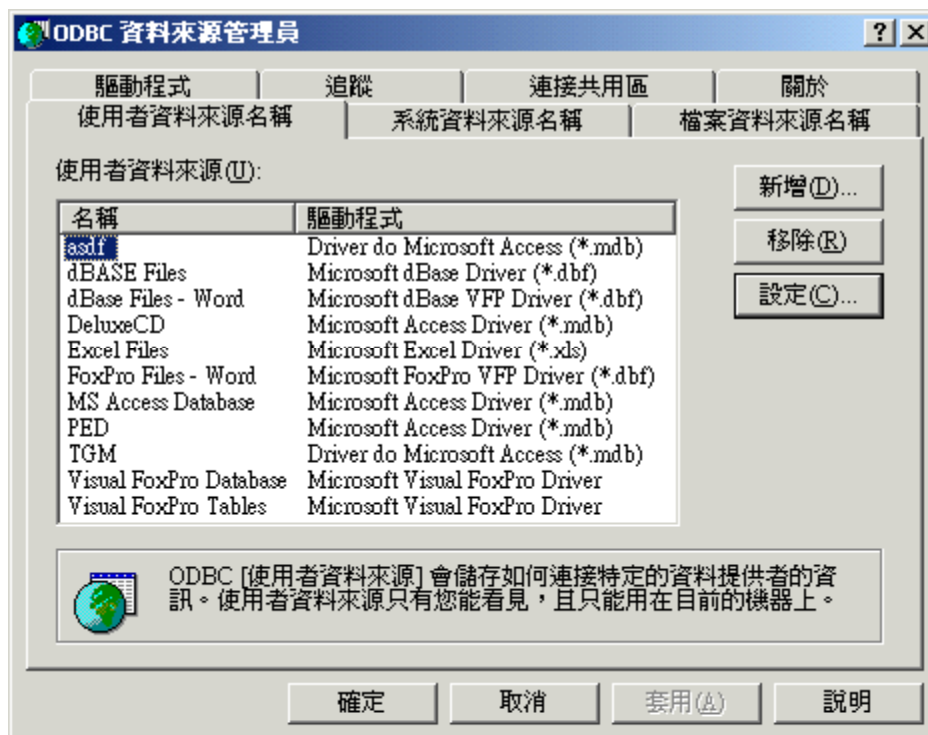 ODBC 資料來源管理員
驅動程式 追蹤 連接共用區 關於
使用者資料來源名稱 系統資料來源名稱 檔案資料來源名稱
使用者資料來源(U):
新增(D)...
移除(R)
設定(C)...
名稱 驅動程式
asdf Driver do Microsoft Access (*.mdb)
dBASE Files Microsoft dBase Driver (*.dbf)
dBase Files - Word Microsoft dBase VFP Driver (*.dbf)
DeluxeCD Microsoft Access Driver (*.mdb)
Excel Files Microsoft Excel Driver (*.xls)
FoxPro Files - Word Microsoft FoxPro VFP Driver (*.dbf)
MS Access Database Microsoft Access Driver (*.mdb)
PED Microsoft Access Driver (*.mdb)
TGM Driver do Microsoft Access (*.mdb)
Visual FoxPro Database Microsoft Visual FoxPro Driver
Visual FoxPro Tables Microsoft Visual FoxPro Driver
ODBC [使用者資料來源] 會儲存如何連接特定的資料提供者的資
訊。使用者資料來源只有您能看見，且只能用在目前的機器上。
確定 取消 套用(A) 說明